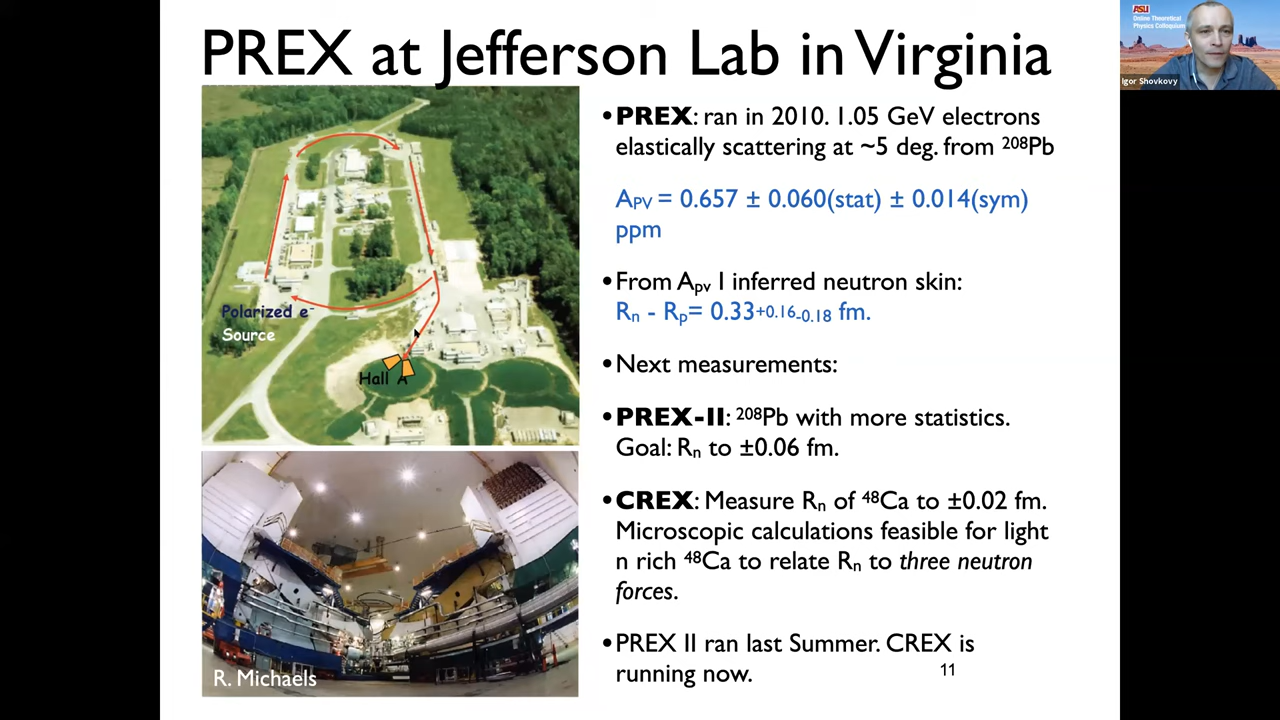 PREX at Jefferson Lab in Virginia
ASU
Online Theoretical
Physics Colloquium
Igor Shovkovy
Polarized e⁻
Source
Hall A
R. Michaels
•PREX: ran in 2010. 1.05 GeV electrons
elastically scattering at ~5 deg. from ²⁰⁸Pb
APV = 0.657 ± 0.060(stat) ± 0.014(sym)
ppm
•From Apv I inferred neutron skin:
Rn - Rp= 0.33+0.16-0.18 fm.
•Next measurements:
•PREX-II: ²⁰⁸Pb with more statistics.
Goal: Rn to ±0.06 fm.
•CREX: Measure Rn of ⁴⁸Ca to ±0.02 fm.
Microscopic calculations feasible for light
n rich ⁴⁸Ca to relate Rn to three neutron
forces.
•PREX II ran last Summer. CREX is
running now.
11